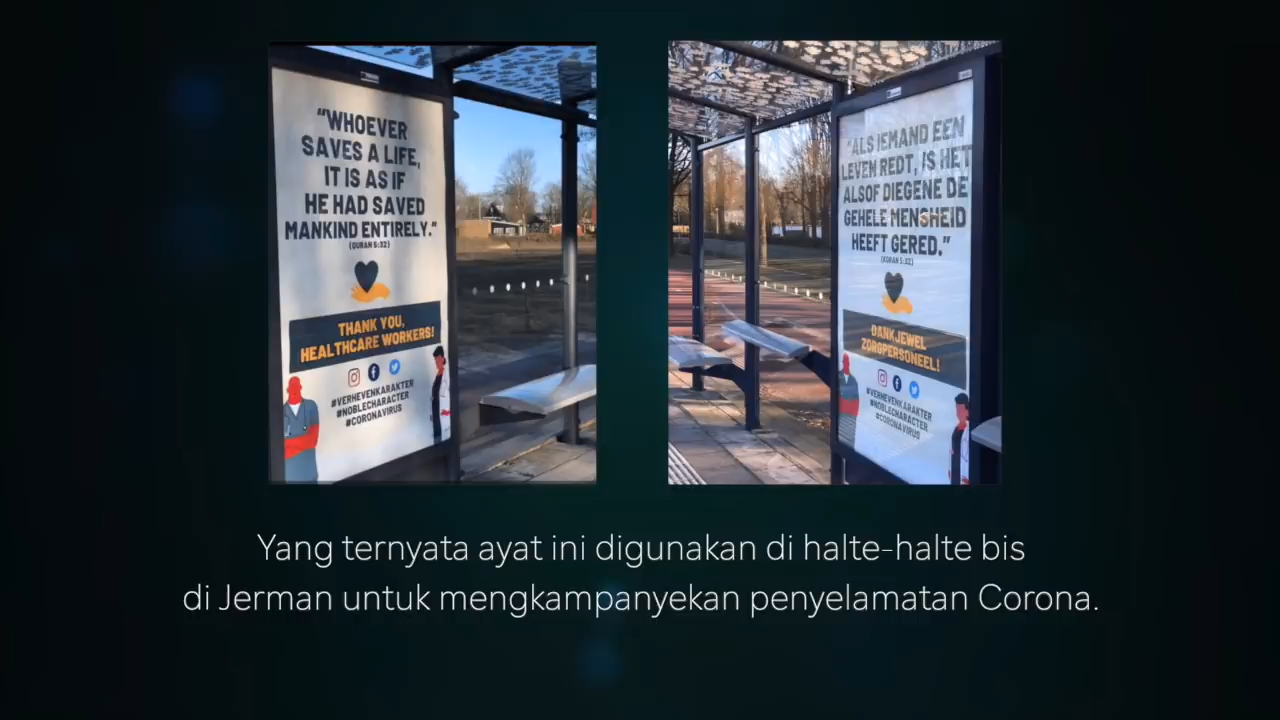 “WHOEVER
SAVES A LIFE,
IT IS AS IF
HE HAD SAVED
MANKIND ENTIRELY.”
(QURAN 5:32)
THANK YOU,
HEALTHCARE WORKERS!
#VERHEVENKARAKTER
#NOBLECHARACTER
#CORONAVIRUS
“ALS IEMAND EEN
LEVEN REDT, IS HET
ALSOF DIEGENE DE
GEHELE MENSHEID
HEEFT GERED.”
(KORAN 5:32)
DANKJEWEL
ZORGPERSONEEL!
#VERHEVENKARAKTER
#NOBLECHARACTER
#CORONAVIRUS
Yang ternyata ayat ini digunakan di halte-halte bis
di Jerman untuk mengkampanyekan penyelamatan Corona.